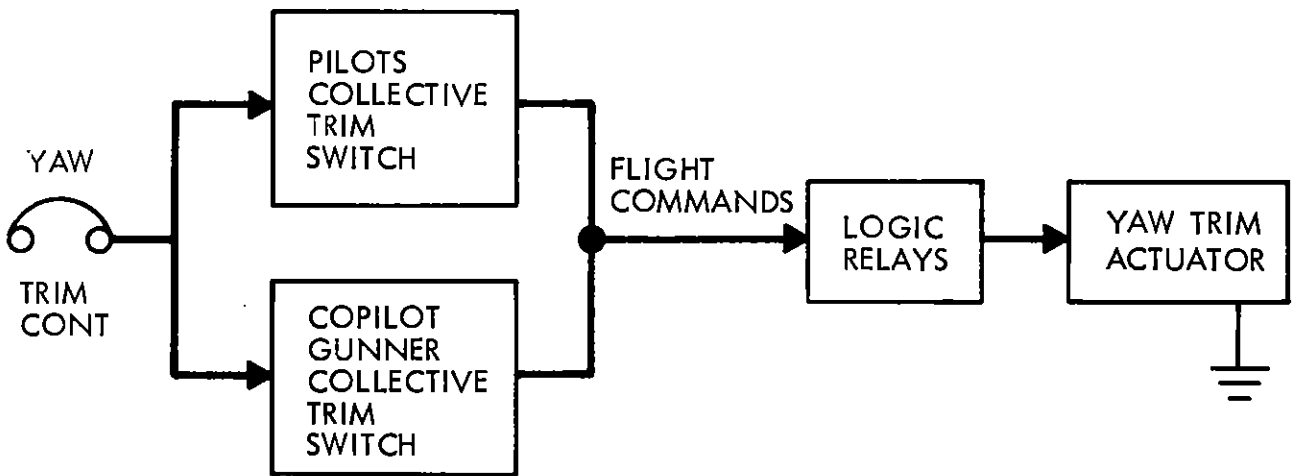 PILOTS
COLLECTIVE
TRIM
SWITCH
YAW
TRIM
CONT
COPILOT
GUNNER
COLLECTIVE
TRIM
SWITCH
FLIGHT
COMMANDS
LOGIC
RELAYS
YAW TRIM
ACTUATOR